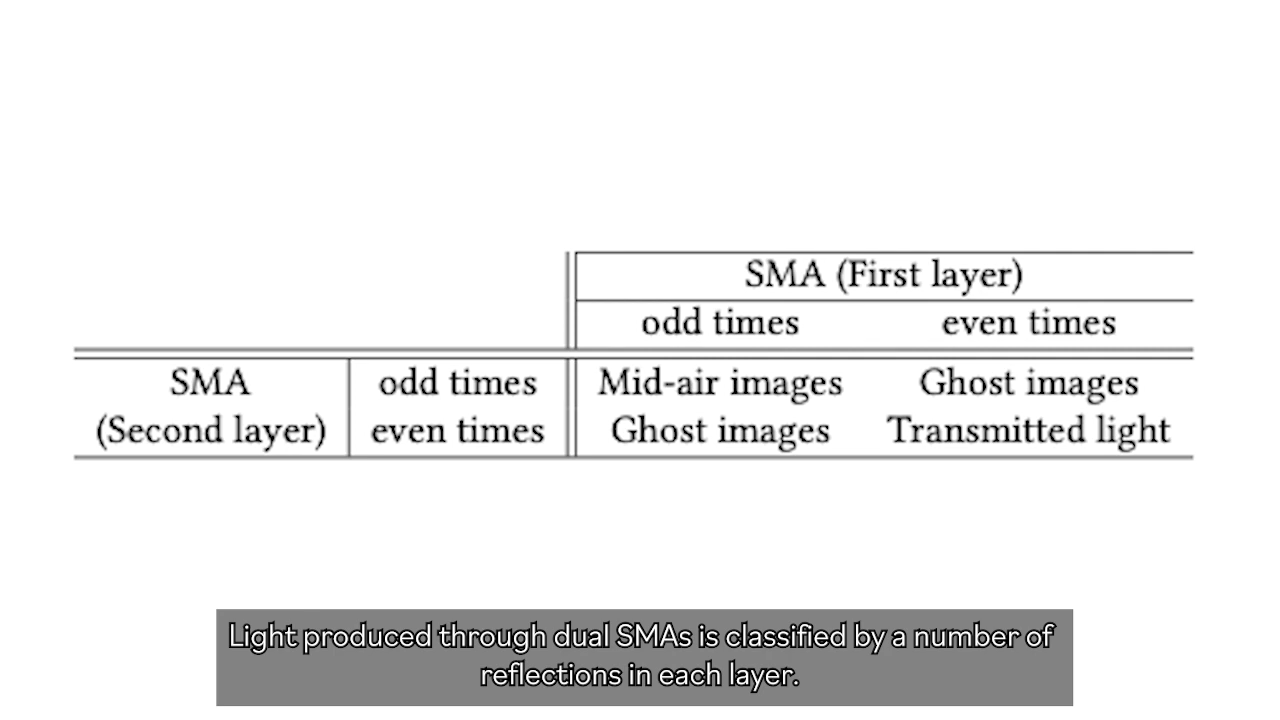 SMA (First layer)
odd times even times
SMA odd times Mid-air images Ghost images
(Second layer) even times Ghost images Transmitted light
Light produced through dual SMAs is classified by a number of
reflections in each layer.